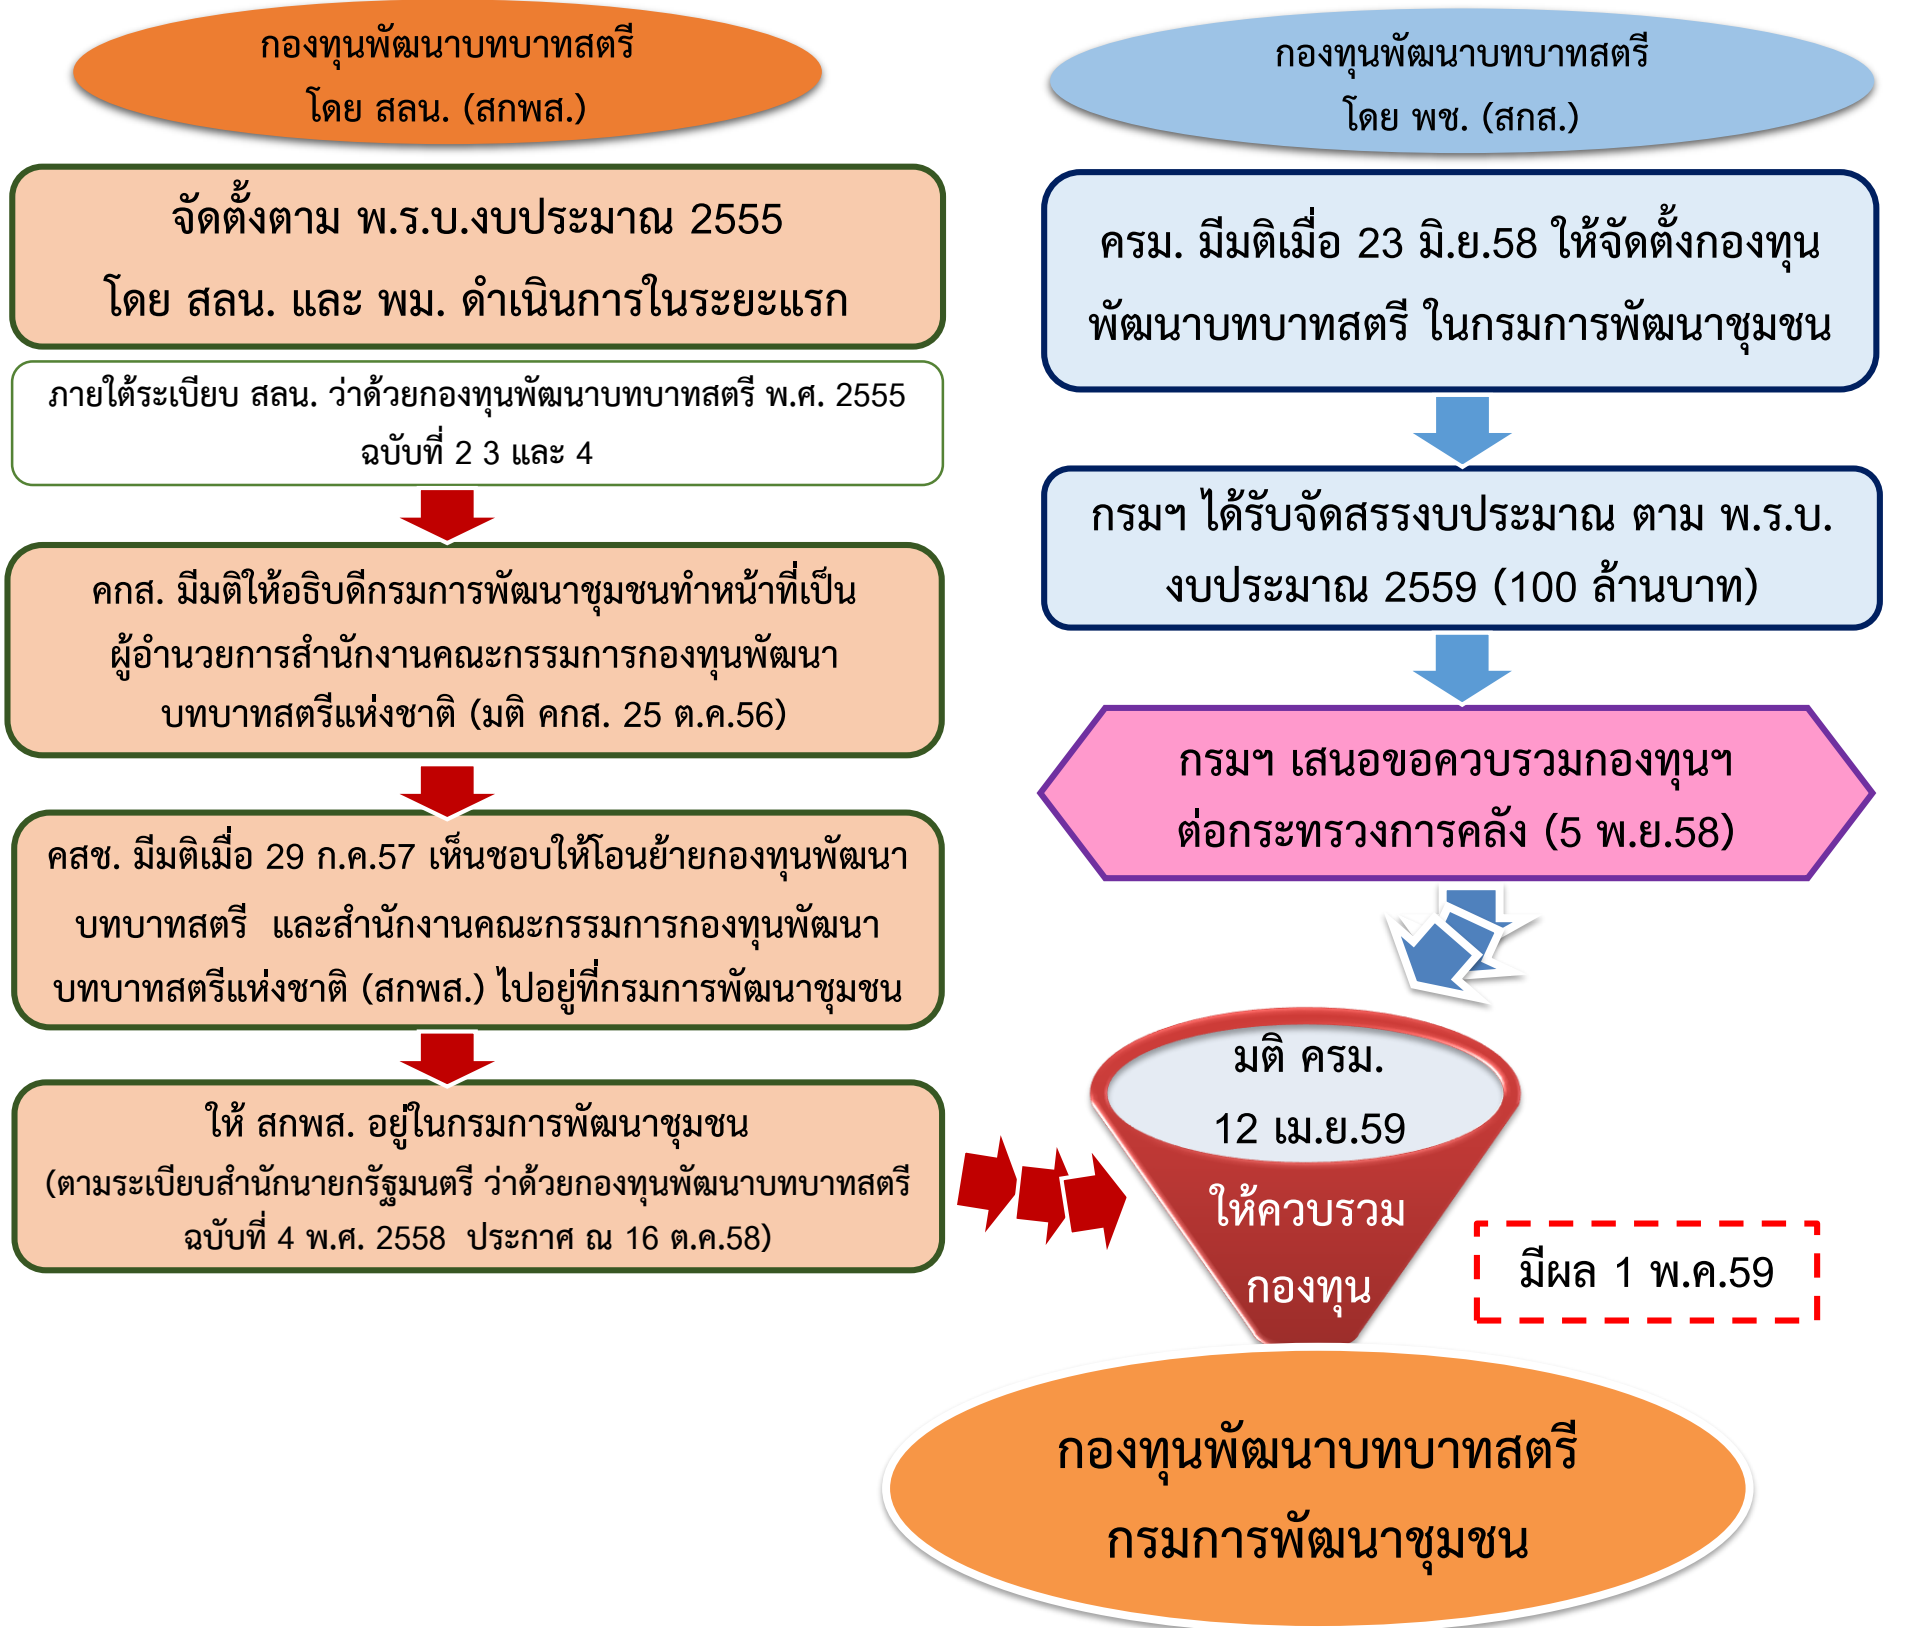 กองทุนพัฒนาบทบาทสตรี
โดย สลน. (สกพส.)
จัดตั้งตาม พ.ร.บ.งบประมาณ 2555
โดย สลน. และ พม. ดำเนินการในระยะแรก
ภายใต้ระเบียบ สลน. ว่าด้วยกองทุนพัฒนาบทบาทสตรี พ.ศ. 2555
ฉบับที่ 2 3 และ 4
คกส. มีมติให้อธิบดีกรมการพัฒนาชุมชนทำหน้าที่เป็น
ผู้อำนวยการสำนักงานคณะกรรมการกองทุนพัฒนา
บทบาทสตรีแห่งชาติ (มติ คกส. 25 ต.ค.56)
คสช. มีมติเมื่อ 29 ก.ค.57 เห็นชอบให้โอนย้ายกองทุนพัฒนา
บทบาทสตรี และสำนักงานคณะกรรมการกองทุนพัฒนา
บทบาทสตรีแห่งชาติ (สกพส.) ไปอยู่ที่กรมการพัฒนาชุมชน
ให้ สกพส. อยู่ในกรมการพัฒนาชุมชน
(ตามระเบียบสำนักนายกรัฐมนตรี ว่าด้วยกองทุนพัฒนาบทบาทสตรี
ฉบับที่ 4 พ.ศ. 2558 ประกาศ ณ 16 ต.ค.58)
กองทุนพัฒนาบทบาทสตรี
โดย พช. (สกส.)
ครม. มีมติเมื่อ 23 มิ.ย.58 ให้จัดตั้งกองทุน
พัฒนาบทบาทสตรี ในกรมการพัฒนาชุมชน
กรมฯ ได้รับจัดสรรงบประมาณ ตาม พ.ร.บ.
งบประมาณ 2559 (100 ล้านบาท)
กรมฯ เสนอขอควบรวมกองทุนฯ
ต่อกระทรวงการคลัง (5 พ.ย.58)
มติ ครม.
12 เม.ย.59
ให้ควบรวม
กองทุน
มีผล 1 พ.ค.59
กองทุนพัฒนาบทบาทสตรี
กรมการพัฒนาชุมชน